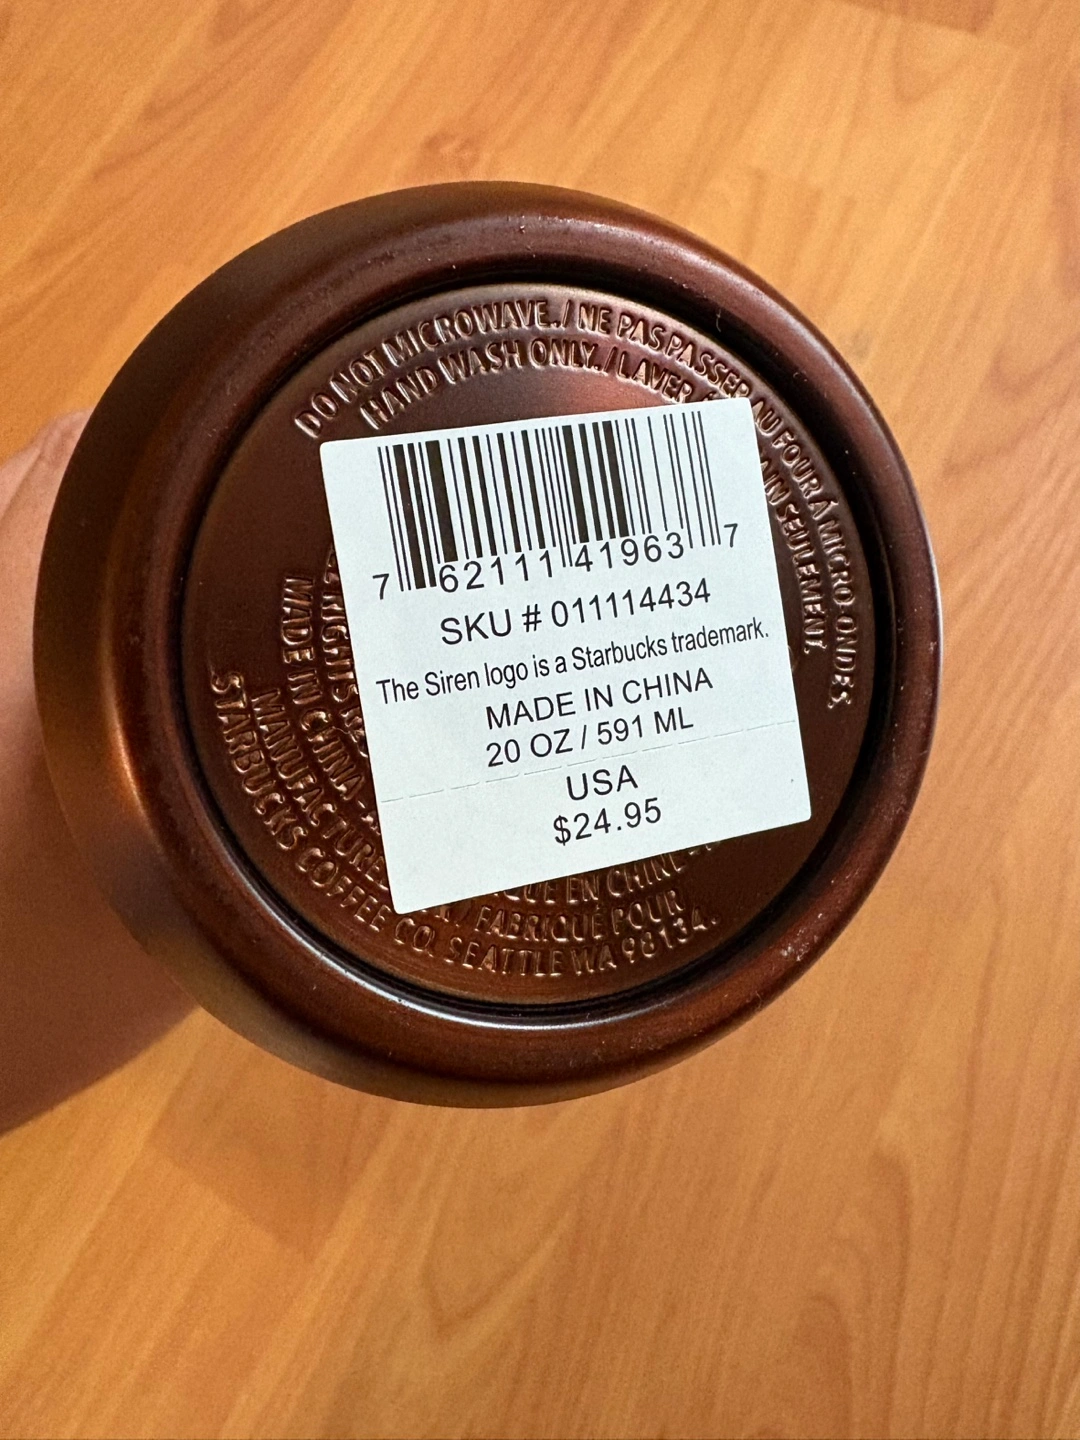 DO NOT MICROWAVE. / NE PAS PASSER AU FOUR À MICRO-ONDES.
HAND WASH ONLY. / LAVER SEULEMENT.
7 62111 41963 7
SKU # 011114434
The Siren logo is a Starbucks trademark.
MADE IN CHINA
20 OZ / 591 ML
USA
$24.95
RIGHTS
MADE IN CHINA - EN CHINE
MANUFACTURED / FABRIQUÉ POUR
STARBUCKS COFFEE CO. SEATTLE WA 98134.